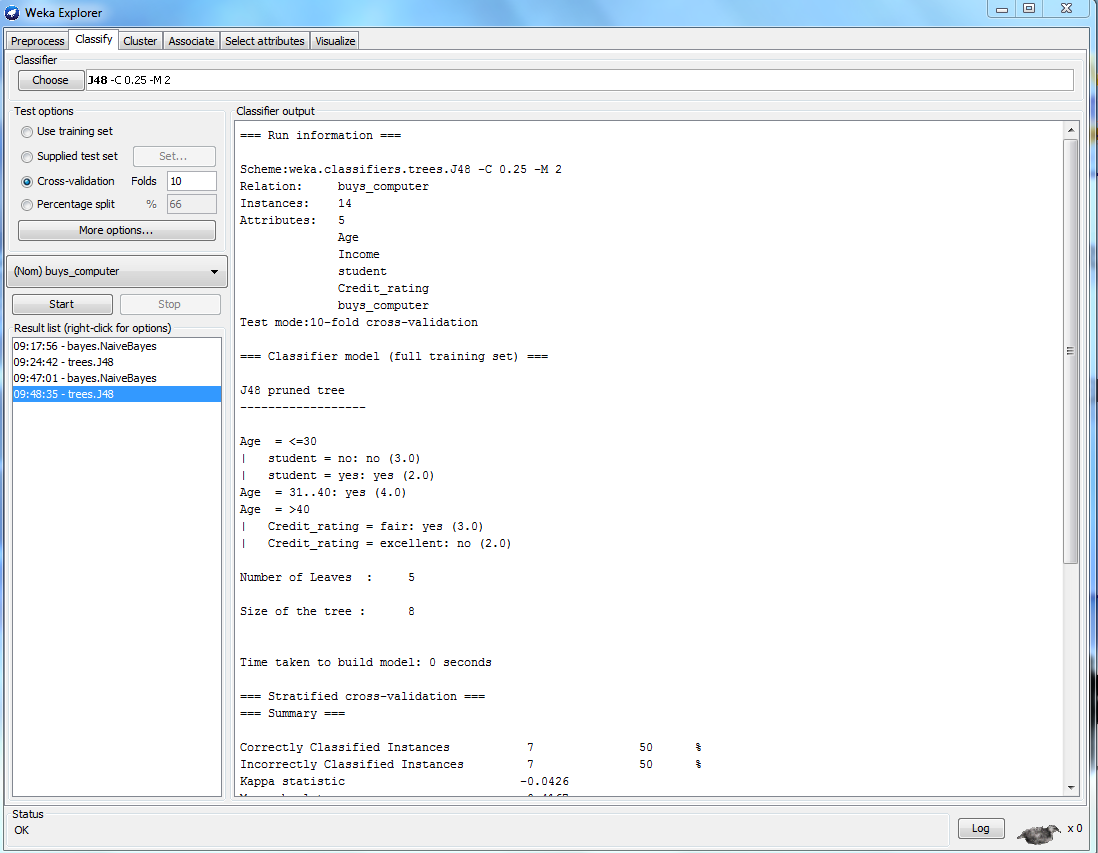 Weka Explorer
Preprocess Classify Cluster Associate Select attributes Visualize
Classifier
Choose J48 -C 0.25 -M 2
Test options
Use training set
Supplied test set Set...
Cross-validation Folds 10
Percentage split % 66
More options...
(Nom) buys_computer
Start Stop
Result list (right-click for options)
09:17:56 - bayes.NaiveBayes
09:24:42 - trees.J48
09:47:01 - bayes.NaiveBayes
09:48:35 - trees.J48
Classifier output
=== Run information ===
Scheme:weka.classifiers.trees.J48 -C 0.25 -M 2
Relation: buys_computer
Instances: 14
Attributes: 5
Age
Income
student
Credit_rating
buys_computer
Test mode:10-fold cross-validation
=== Classifier model (full training set) ===
J48 pruned tree
------------------
Age = <=30
| student = no: no (3.0)
| student = yes: yes (2.0)
Age = 31..40: yes (4.0)
Age = >40
| Credit_rating = fair: yes (3.0)
| Credit_rating = excellent: no (2.0)
Number of Leaves : 5
Size of the tree : 8
Time taken to build model: 0 seconds
=== Stratified cross-validation ===
=== Summary ===
Correctly Classified Instances 7 50 %
Incorrectly Classified Instances 7 50 %
Kappa statistic -0.0426
Status
OK
Log x 0